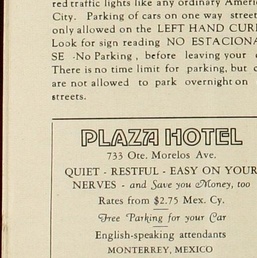 red traffic lights like any ordinary
City. Parking of cars on one way
only allowed on the LEFT HAND
Look for sign reading NO
SE -No Parking , before leaving your
There is no time limit for parking, but
are not allowed to park overnight on
streets.
PLAZA HOTEL
733 Ote. Morelos Ave.
QUIET - RESTFUL - EASY ON YOUR
NERVES - and Save you Money, too
Rates from $2.75 Mex. Cy.
Free Parking for your Car
English-speaking attendants
MONTERREY, MEXICO